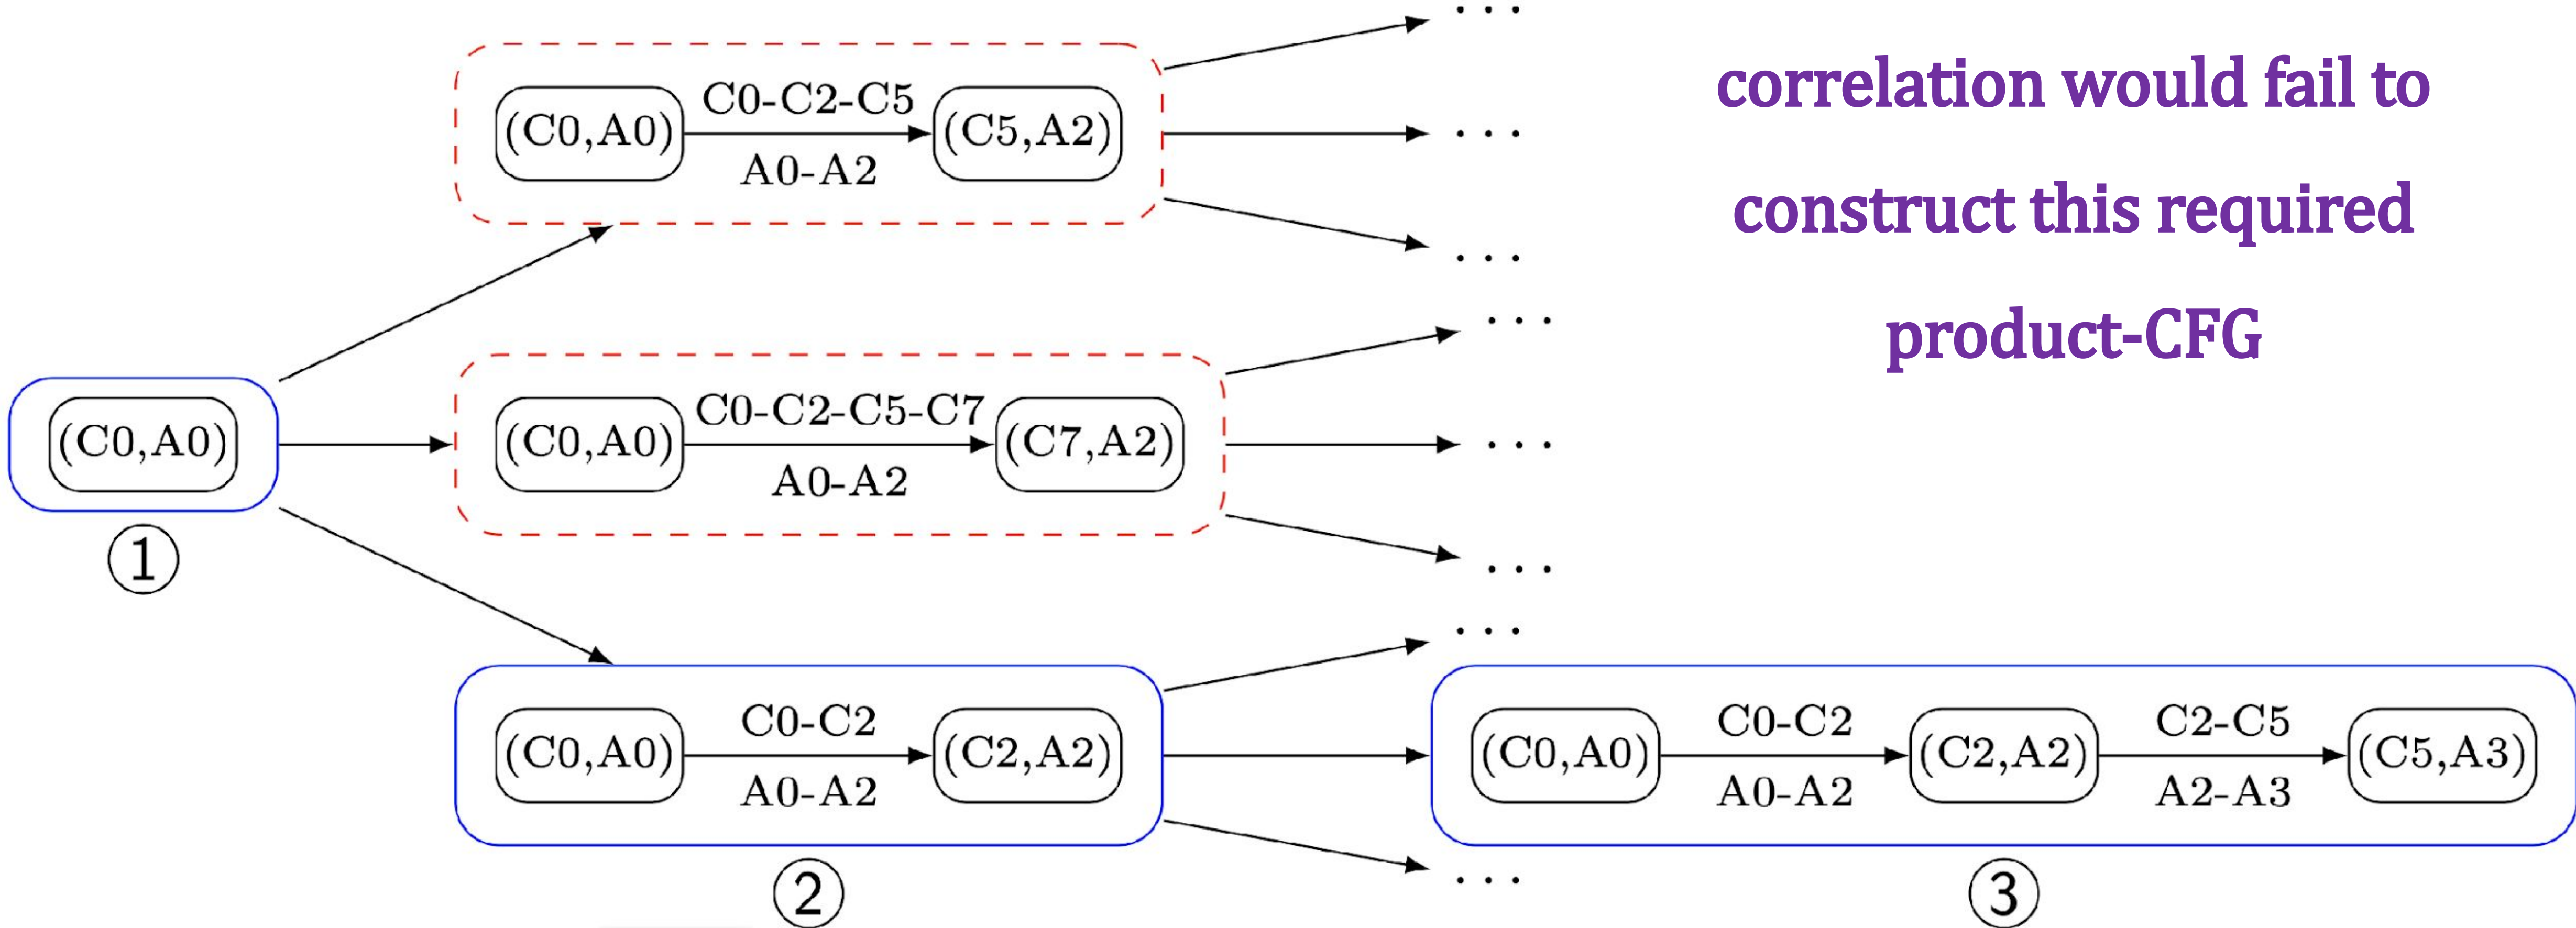 ...
C0-C2-C5
(C0,A0)
(C5,A2)
...
A0-A2
...
correlation would fail to
construct this required
product-CFG
...
C0-C2-C5-C7
(C0,A0)
(C0,A0)
(C7,A2)
...
A0-A2
①
...
...
C0-C2
(C0,A0)
(C2,A2)
A0-A2
C0-C2
C2-C5
(C0,A0)
(C2,A2)
(C5,A3)
A0-A2
A2-A3
...
②
③